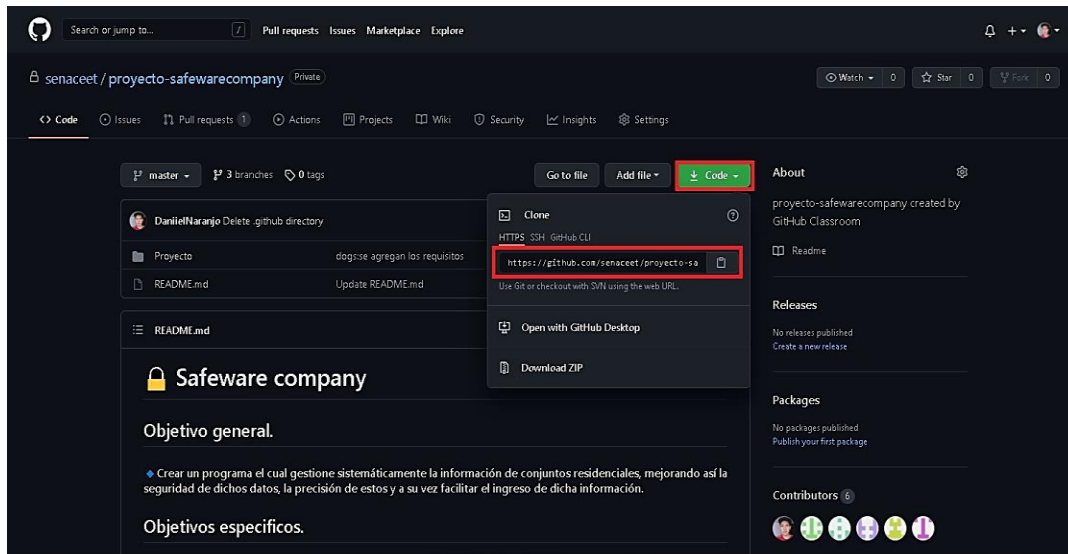 Search or jump to... / Pull requests Issues Marketplace Explore
senaceet / proyecto-safewarecompany Private
Watch 0 Star 0 Fork 0
Code Issues Pull requests 1 Actions Projects Wiki Security Insights Settings
master 3 branches 0 tags Go to file Add file Code
DaniielNaranjo Delete .github directory
Proyecto dogs:se agregan los requisitos
README.md Update README.md
Clone
HTTPS SSH GitHub CLI
https://github.com/senaceet/proyecto-sa
Use Git or checkout with SVN using the web URL.
Open with GitHub Desktop
Download ZIP
README.md
Safeware company
Objetivo general.
Crear un programa el cual gestione sistemáticamente la información de conjuntos residenciales, mejorando así la
seguridad de dichos datos, la precisión de estos y a su vez facilitar el ingreso de dicha información.
Objetivos especificos.
About
proyecto-safewarecompany created by
GitHub Classroom
Readme
Releases
No releases published
Create a new release
Packages
No packages published
Publish your first package
Contributors 6